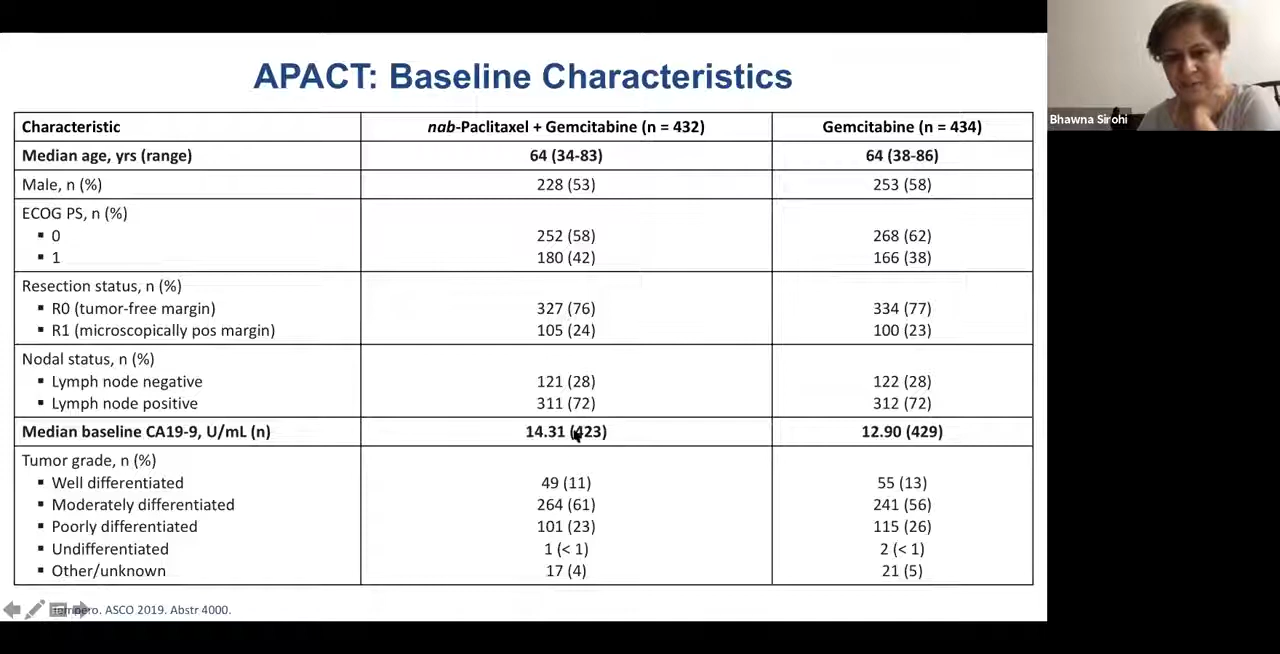 APACT: Baseline Characteristics
Bhawna Sirohi
Characteristic nab-Paclitaxel + Gemcitabine (n = 432) Gemcitabine (n = 434)
Median age, yrs (range) 64 (34-83) 64 (38-86)
Male, n (%) 228 (53) 253 (58)
ECOG PS, n (%)
▪ 0 252 (58) 268 (62)
▪ 1 180 (42) 166 (38)
Resection status, n (%)
▪ R0 (tumor-free margin) 327 (76) 334 (77)
▪ R1 (microscopically pos margin) 105 (24) 100 (23)
Nodal status, n (%)
▪ Lymph node negative 121 (28) 122 (28)
▪ Lymph node positive 311 (72) 312 (72)
Median baseline CA19-9, U/mL (n) 14.31 (423) 12.90 (429)
Tumor grade, n (%)
▪ Well differentiated 49 (11) 55 (13)
▪ Moderately differentiated 264 (61) 241 (56)
▪ Poorly differentiated 101 (23) 115 (26)
▪ Undifferentiated 1 (< 1) 2 (< 1)
▪ Other/unknown 17 (4) 21 (5)
Tempero. ASCO 2019. Abstr 4000.